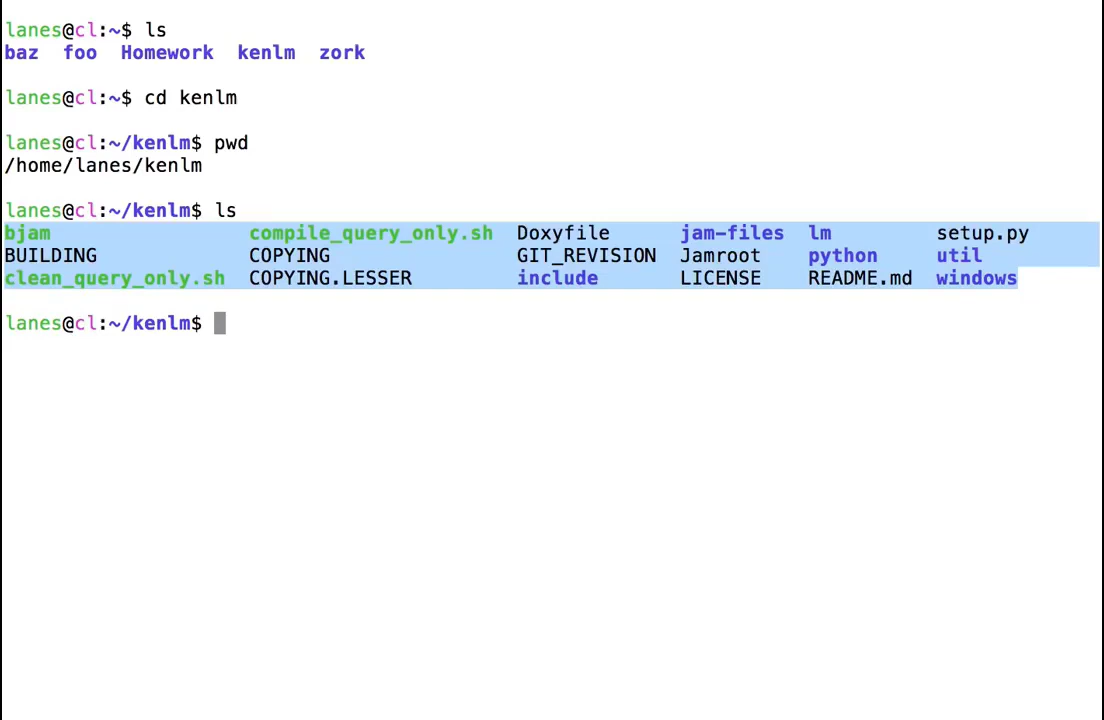 lanes@cl:~$ ls
baz  foo  Homework  kenlm  zork
lanes@cl:~$ cd kenlm
lanes@cl:~/kenlm$ pwd
/home/lanes/kenlm
lanes@cl:~/kenlm$ ls
bjam                 compile_query_only.sh  Doxyfile      jam-files  lm         setup.py
BUILDING             COPYING                GIT_REVISION  Jamroot    python     util
clean_query_only.sh  COPYING.LESSER         include       LICENSE    README.md  windows
lanes@cl:~/kenlm$